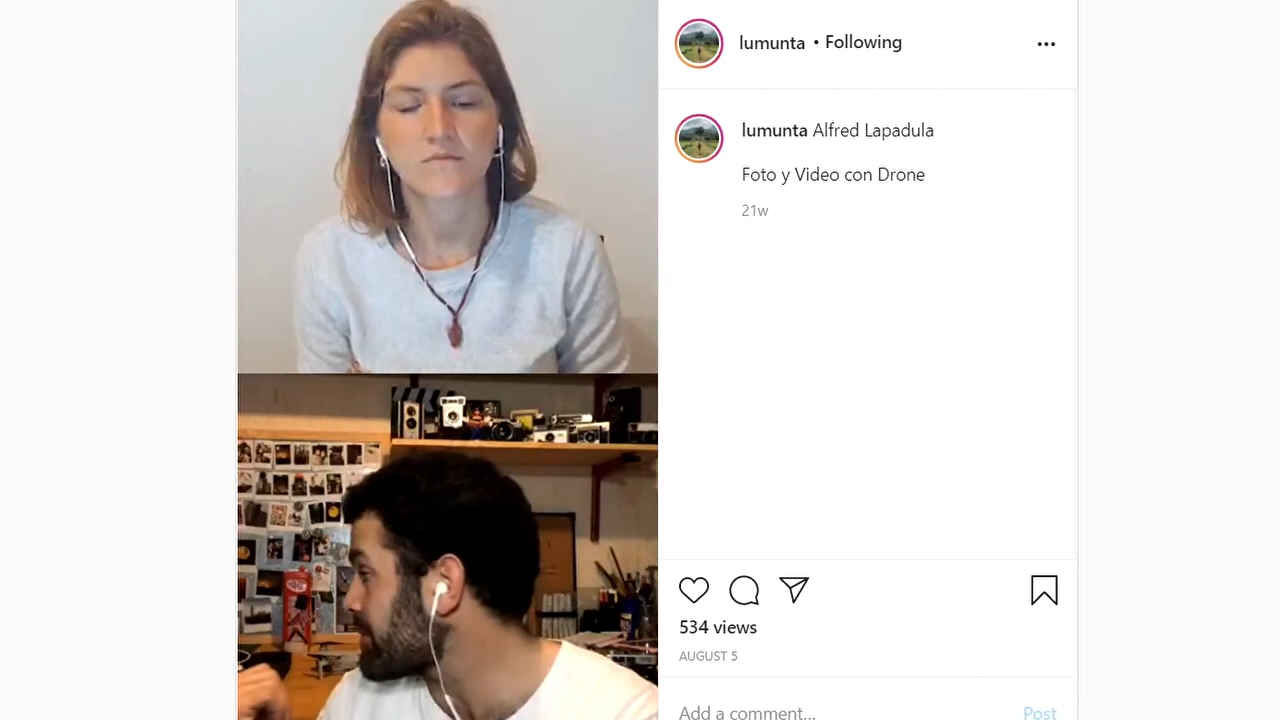 lumunta • Following
lumunta Alfred Lapadula
Foto y Video con Drone
21w
534 views
AUGUST 5
Add a comment... Post